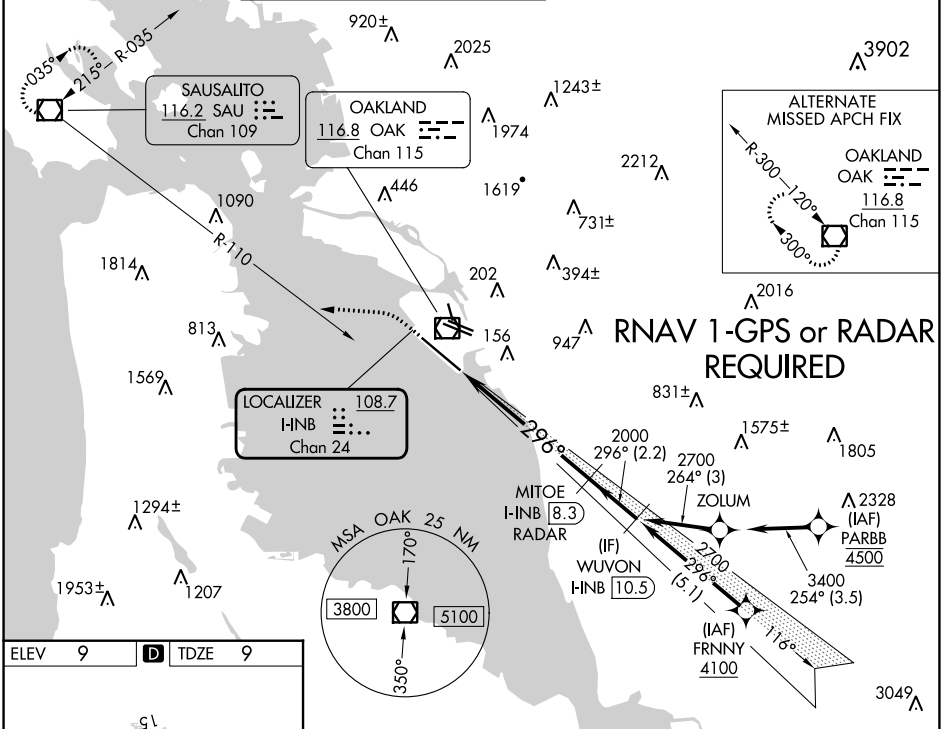 920±
2025
3902
035°
215°
R-035
SAUSALITO
116.2 SAU
Chan 109
OAKLAND
116.8 OAK
Chan 115
1974
1243±
ALTERNATE
MISSED APCH FIX
R-300
120°
300°
OAKLAND
OAK
116.8
Chan 115
446
1619
2212
731±
1090
R-110
1814
202
394±
2016
813
156
947
RNAV 1-GPS or RADAR
REQUIRED
1569
LOCALIZER 108.7
I-INB
Chan 24
831±
296°
2000
296° (2.2)
1575±
1805
2700
264° (3)
ZOLUM
MITOE
I-INB 8.3
RADAR
2328
(IAF)
PARBB
4500
1294±
MSA OAK 25 NM
170°
3800
5100
350°
(IF)
WUVON
I-INB 10.5
2700
296°
(5.1)
3400
254° (3.5)
1953±
1207
(IAF)
FRNNY
4100
116°
3049
ELEV 9 D TDZE 9
15